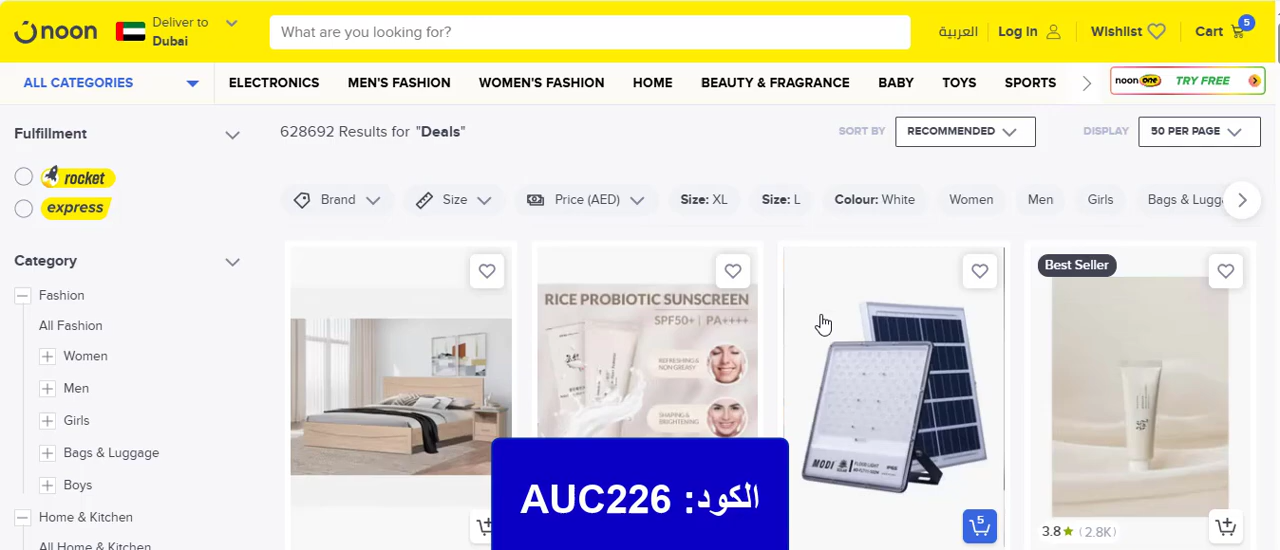 noon
Deliver to
Dubai
What are you looking for?
العربية
Log In
Wishlist
Cart
5
ALL CATEGORIES
ELECTRONICS
MEN'S FASHION
WOMEN'S FASHION
HOME
BEAUTY & FRAGRANCE
BABY
TOYS
SPORTS
noon one TRY FREE
Fulfillment
rocket
express
Category
Fashion
All Fashion
Women
Men
Girls
Bags & Luggage
Boys
Home & Kitchen
All Home & Kitchen
628692 Results for "Deals"
SORT BY
RECOMMENDED
DISPLAY
50 PER PAGE
Brand
Size
Price (AED)
Size: XL
Size: L
Colour: White
Women
Men
Girls
Bags & Lugg
RICE PROBIOTIC SUNSCREEN
SPF50+ | PA++++
REFRESHING &
NON-GREASY
SHAPING &
BRIGHTENING
MODI
FLOOD LIGHT
5
Best Seller
3.8 (2.8K)
الكود: AUC226